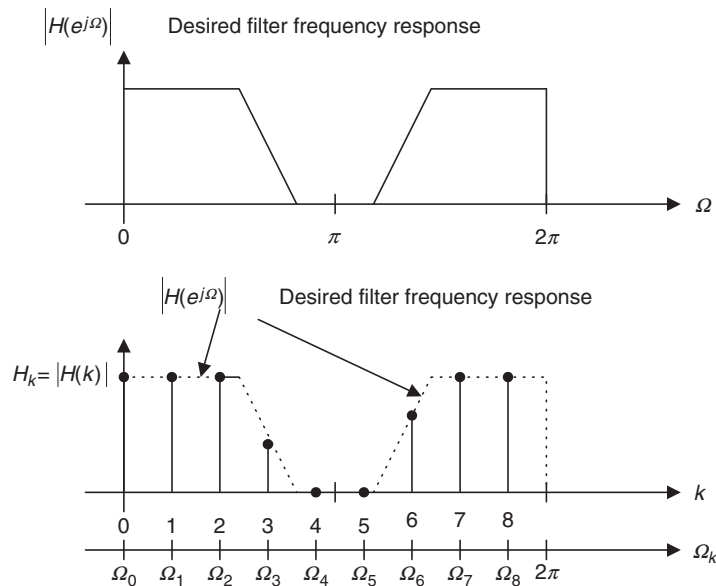 |H(e^{jΩ})| Desired filter frequency response
Ω
0 π 2π
|H(e^{jΩ})| Desired filter frequency response
H_k = |H(k)|
k
0 1 2 3 4 5 6 7 8
Ω_k
Ω_0 Ω_1 Ω_2 Ω_3 Ω_4 Ω_5 Ω_6 Ω_7 Ω_8 2π